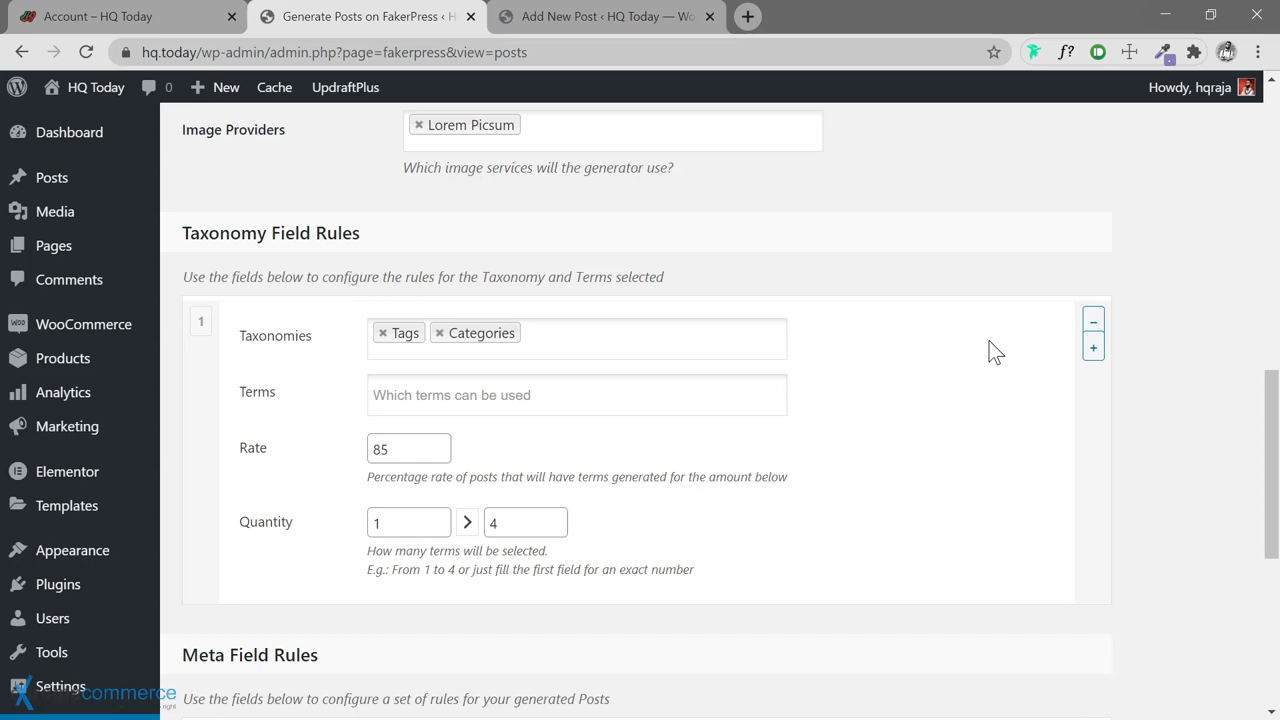 Account – HQ Today
Generate Posts on FakerPress ‹ H
Add New Post ‹ HQ Today — Wo
hq.today/wp-admin/admin.php?page=fakerpress&view=posts
f?
HQ Today
0
New
Cache
UpdraftPlus
Howdy, hqraja
Dashboard
Posts
Media
Pages
Comments
WooCommerce
Products
Analytics
Marketing
Elementor
Templates
Appearance
Plugins
Users
Tools
Settings
commerce
Image Providers
× Lorem Picsum
Which image services will the generator use?
Taxonomy Field Rules
Use the fields below to configure the rules for the Taxonomy and Terms selected
1
Taxonomies
× Tags × Categories
–
+
Terms
Which terms can be used
Rate
85
Percentage rate of posts that will have terms generated for the amount below
Quantity
1
4
How many terms will be selected.
E.g.: From 1 to 4 or just fill the first field for an exact number
Meta Field Rules
Use the fields below to configure a set of rules for your generated Posts